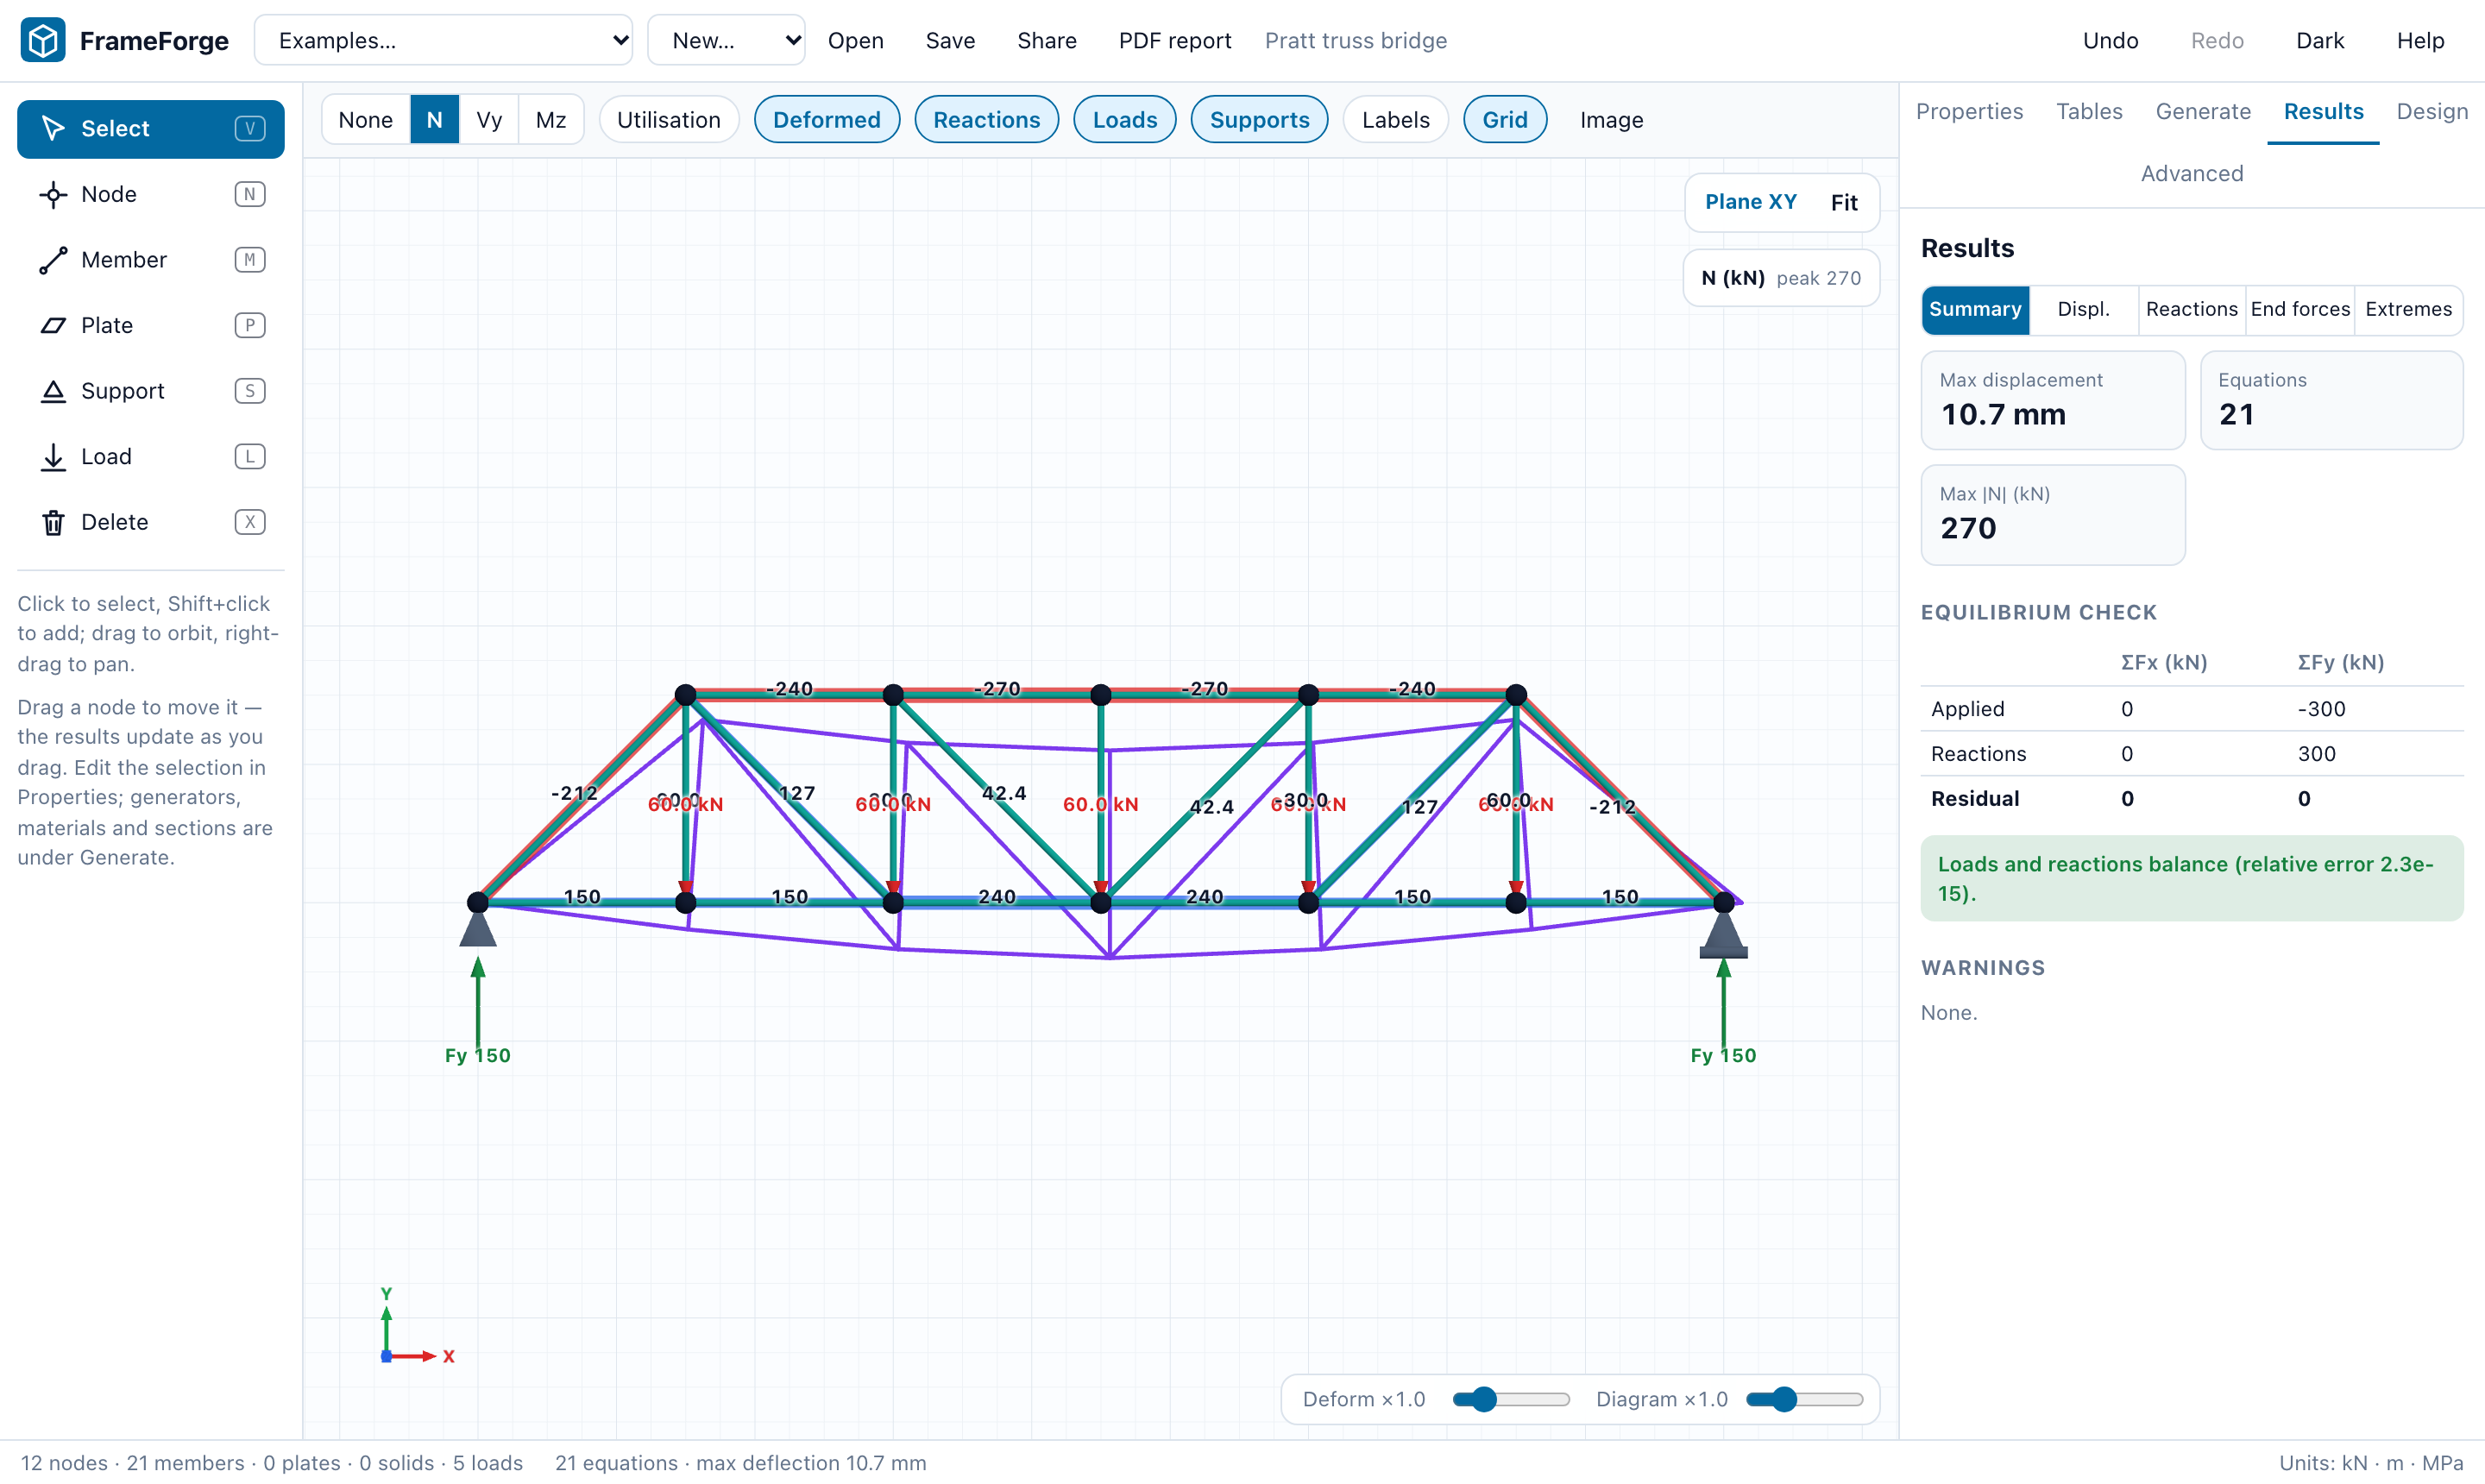 FrameForge
Examples...
New...
Open
Save
Share
PDF report
Pratt truss bridge
Undo
Redo
Dark
Help
Select V
Node N
Member M
Plate P
Support S
Load L
Delete X
Click to select, Shift+click
to add; drag to orbit, right-
drag to pan.
Drag a node to move it —
the results update as you
drag. Edit the selection in
Properties; generators,
materials and sections are
under Generate.
None
N
Vy
Mz
Utilisation
Deformed
Reactions
Loads
Supports
Labels
Grid
Image
Plane XY
Fit
N (kN) peak 270
-240
-270
-270
-240
-212
60.0 kN
127
60.0 kN
42.4
60.0 kN
42.4
-30.0
127
60.0
-212
150
150
240
240
150
150
Fy 150
Fy 150
Y
X
Deform ×1.0
Diagram ×1.0
Properties
Tables
Generate
Results
Design
Advanced
Results
Summary
Displ.
Reactions
End forces
Extremes
Max displacement
10.7 mm
Equations
21
Max |N| (kN)
270
EQUILIBRIUM CHECK
ΣFx (kN) ΣFy (kN)
Applied 0 -300
Reactions 0 300
Residual 0 0
Loads and reactions balance (relative error 2.3e-
15).
WARNINGS
None.
12 nodes · 21 members · 0 plates · 0 solids · 5 loads
21 equations · max deflection 10.7 mm
Units: kN · m · MPa